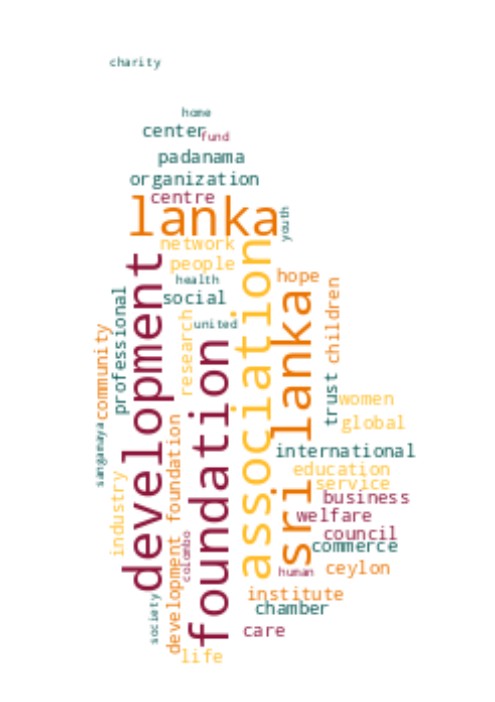 charity
home
center
fund
padanama
organization
centre
lanka
youth
network
people
health
hope
social
development
association
sri lanka
children
professional
united
research
community
foundation
trust
women
global
sangamaya
international
education
service
industry
business
development foundation
welfare
council
colombo
commerce
human
ceylon
institute
society
chamber
care
life